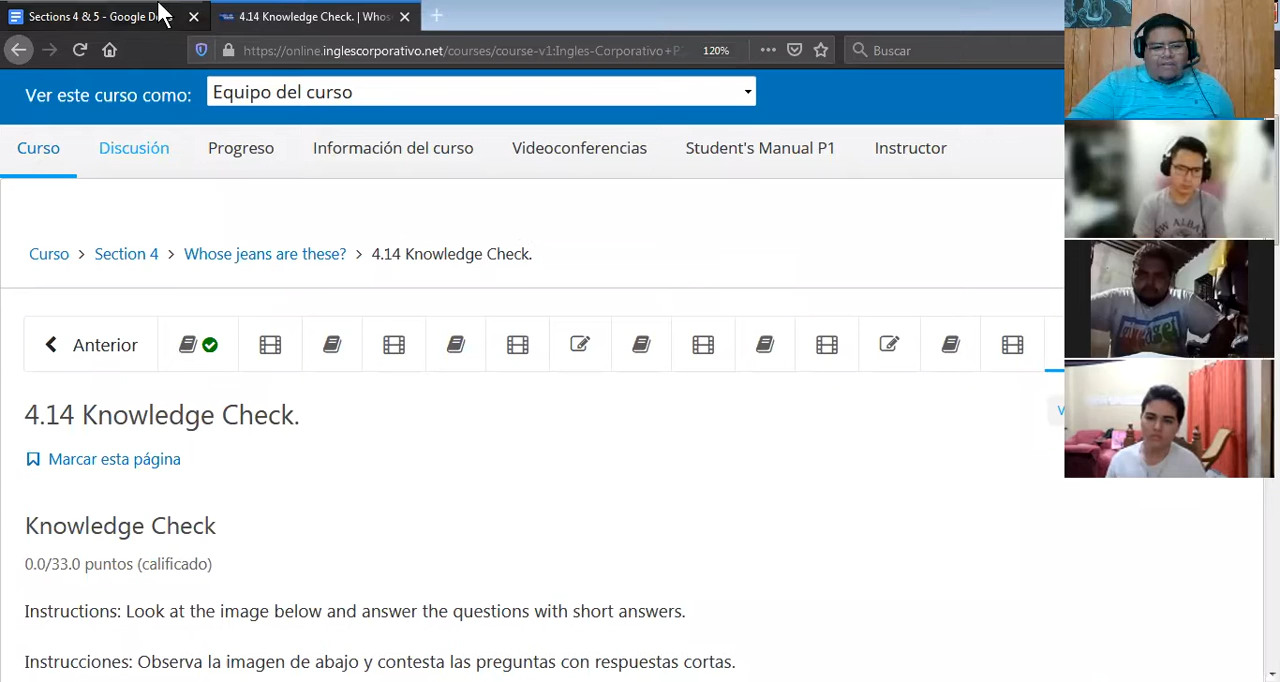 Sections 4 & 5 - Google D
4.14 Knowledge Check. | Whos
https://online.inglescorporativo.net/courses/course-v1:Ingles-Corporativo+P
120%
Buscar
Ver este curso como:
Equipo del curso
Curso
Discusión
Progreso
Información del curso
Videoconferencias
Student's Manual P1
Instructor
Curso > Section 4 > Whose jeans are these? > 4.14 Knowledge Check.
Anterior
4.14 Knowledge Check.
Marcar esta página
Knowledge Check
0.0/33.0 puntos (calificado)
Instructions: Look at the image below and answer the questions with short answers.
Instrucciones: Observa la imagen de abajo y contesta las preguntas con respuestas cortas.